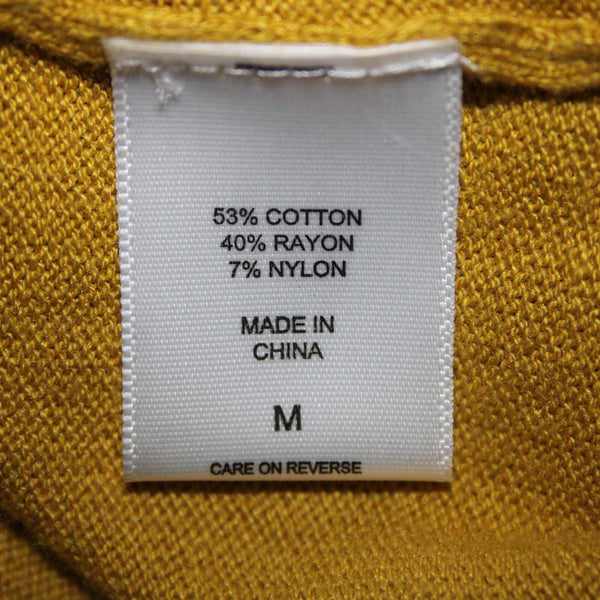 53% COTTON
40% RAYON
7% NYLON
MADE IN
CHINA
M
CARE ON REVERSE